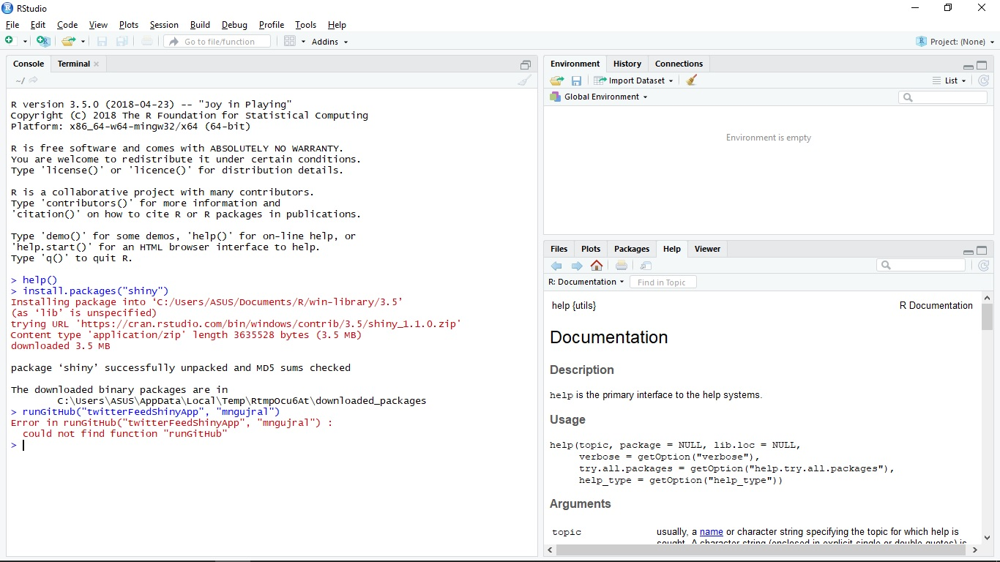 RStudio
File Edit Code View Plots Session Build Debug Profile Tools Help
Go to file/function Addins Project: (None)
Console Terminal
~/
R version 3.5.0 (2018-04-23) -- "Joy in Playing"
Copyright (C) 2018 The R Foundation for Statistical Computing
Platform: x86_64-w64-mingw32/x64 (64-bit)
R is free software and comes with ABSOLUTELY NO WARRANTY.
You are welcome to redistribute it under certain conditions.
Type 'license()' or 'licence()' for distribution details.
R is a collaborative project with many contributors.
Type 'contributors()' for more information and
'citation()' on how to cite R or R packages in publications.
Type 'demo()' for some demos, 'help()' for on-line help, or
'help.start()' for an HTML browser interface to help.
Type 'q()' to quit R.
> help()
> install.packages("shiny")
Installing package into ‘C:/Users/ASUS/Documents/R/win-library/3.5’
(as ‘lib’ is unspecified)
trying URL 'https://cran.rstudio.com/bin/windows/contrib/3.5/shiny_1.1.0.zip'
Content type 'application/zip' length 3635528 bytes (3.5 MB)
downloaded 3.5 MB
package ‘shiny’ successfully unpacked and MD5 sums checked
The downloaded binary packages are in
C:\Users\ASUS\AppData\Local\Temp\RtmpOcu6At\downloaded_packages
> runGitHub("twitterFeedShinyApp", "mngujral")
Error in runGitHub("twitterFeedShinyApp", "mngujral") :
could not find function "runGitHub"
>
Environment History Connections
Import Dataset List
Global Environment
Environment is empty
Files Plots Packages Help Viewer
R: Documentation Find in Topic
help {utils} R Documentation
Documentation
Description
help is the primary interface to the help systems.
Usage
help(topic, package = NULL, lib.loc = NULL,
verbose = getOption("verbose"),
try.all.packages = getOption("help.try.all.packages"),
help_type = getOption("help_type"))
Arguments
topic usually, a name or character string specifying the topic for which help is
sought. A character string (enclosed in explicit single or double quotes) is